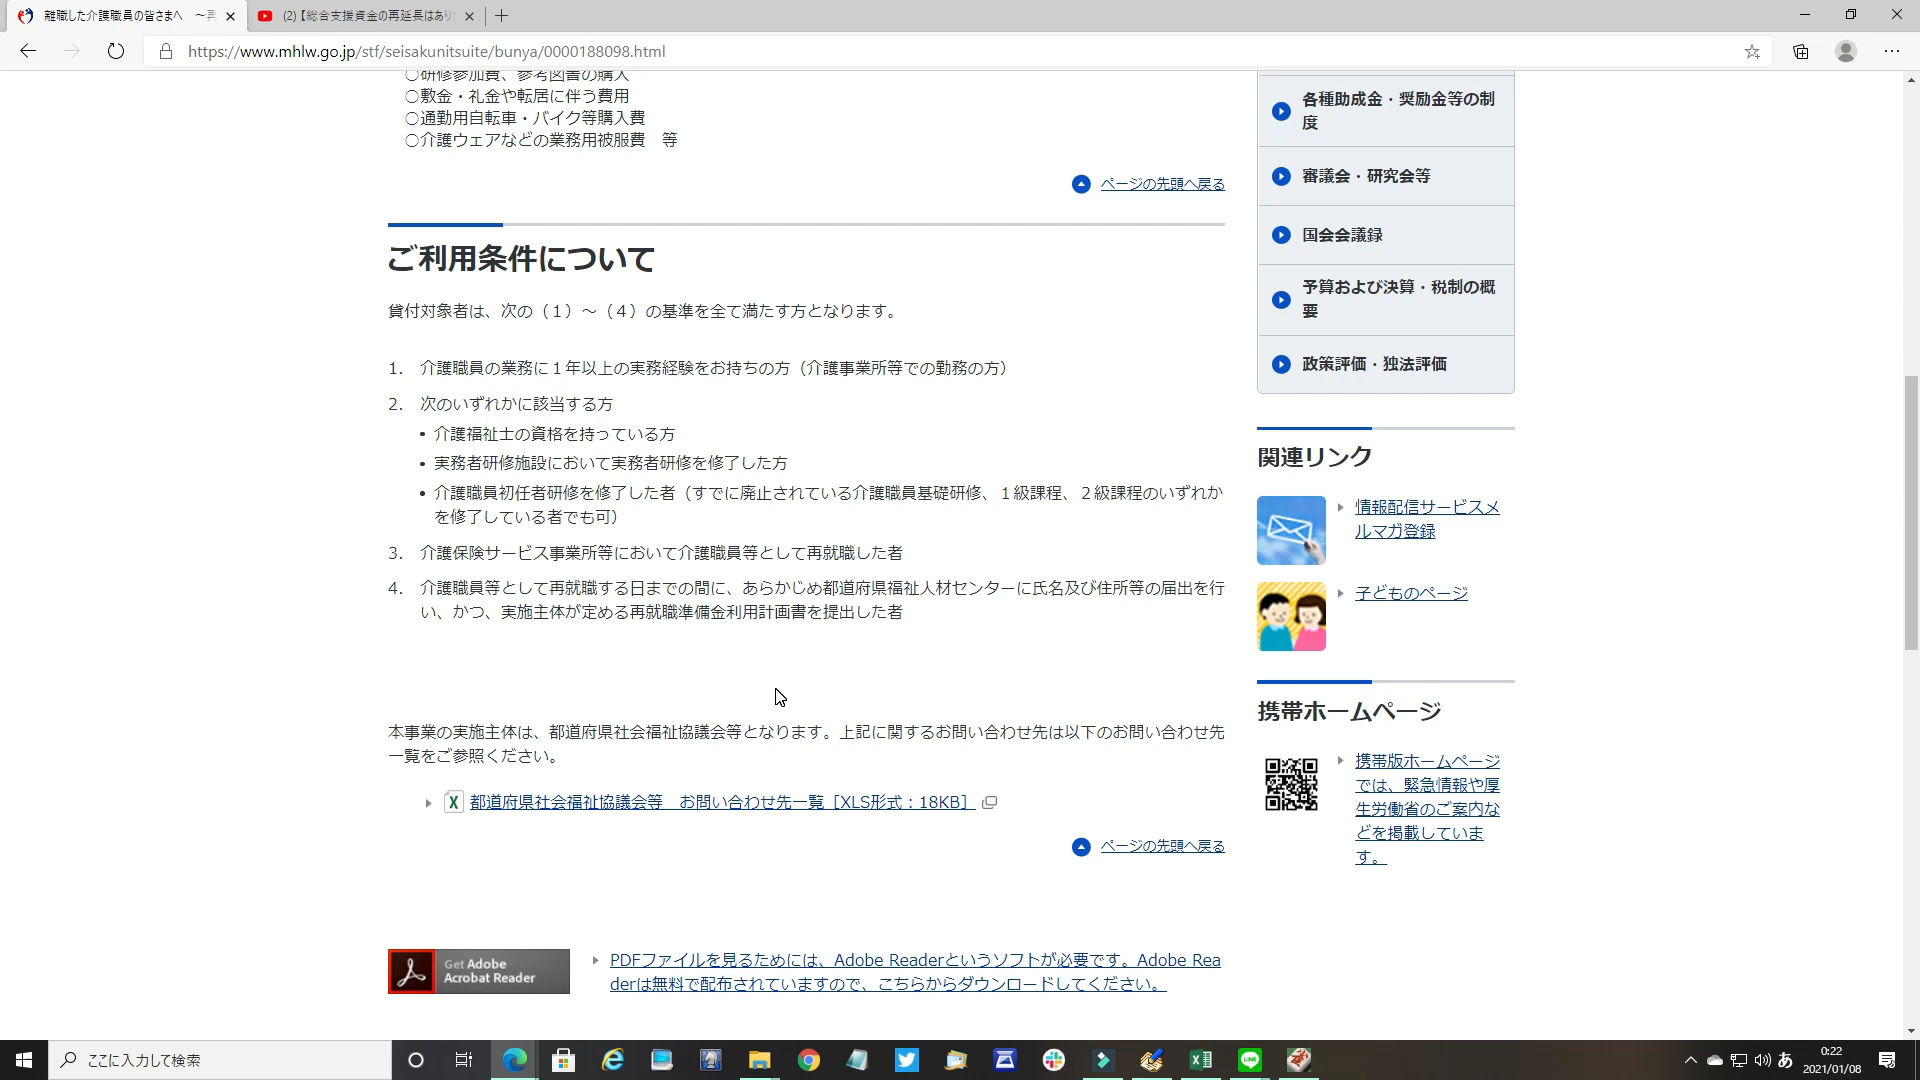 離職した介護職員の皆さまへ ～再
(2)【総合支援資金の再延長はあり
https://www.mhlw.go.jp/stf/seisakunitsuite/bunya/0000188098.html
○研修参加費、参考図書の購入
○敷金・礼金や転居に伴う費用
○通勤用自転車・バイク等購入費
○介護ウェアなどの業務用被服費　等
ページの先頭へ戻る
ご利用条件について
貸付対象者は、次の（１）～（４）の基準を全て満たす方となります。
1. 介護職員の業務に１年以上の実務経験をお持ちの方（介護事業所等での勤務の方）
2. 次のいずれかに該当する方
• 介護福祉士の資格を持っている方
• 実務者研修施設において実務者研修を修了した方
• 介護職員初任者研修を修了した者（すでに廃止されている介護職員基礎研修、１級課程、２級課程のいずれか
を修了している者でも可）
3. 介護保険サービス事業所等において介護職員等として再就職した者
4. 介護職員等として再就職する日までの間に、あらかじめ都道府県福祉人材センターに氏名及び住所等の届出を行
い、かつ、実施主体が定める再就職準備金利用計画書を提出した者
本事業の実施主体は、都道府県社会福祉協議会等となります。上記に関するお問い合わせ先は以下のお問い合わせ先
一覧をご参照ください。
都道府県社会福祉協議会等　お問い合わせ先一覧［XLS形式：18KB］
ページの先頭へ戻る
Get Adobe
Acrobat Reader
PDFファイルを見るためには、Adobe Readerというソフトが必要です。Adobe Rea
derは無料で配布されていますので、こちらからダウンロードしてください。
各種助成金・奨励金等の制
度
審議会・研究会等
国会会議録
予算および決算・税制の概
要
政策評価・独法評価
関連リンク
情報配信サービスメ
ルマガ登録
子どものページ
携帯ホームページ
携帯版ホームページ
では、緊急情報や厚
生労働省のご案内な
どを掲載していま
す。
ここに入力して検索
あ
0:22
2021/01/08